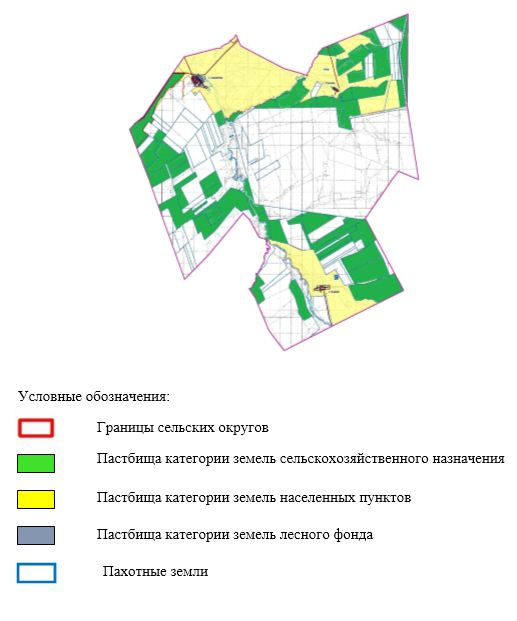 Условные обозначения:
Границы сельских округов
Пастбища категории земель сельскохозяйственного назначения
Пастбища категории земель населенных пунктов
Пастбища категории земель лесного фонда
Пахотные земли